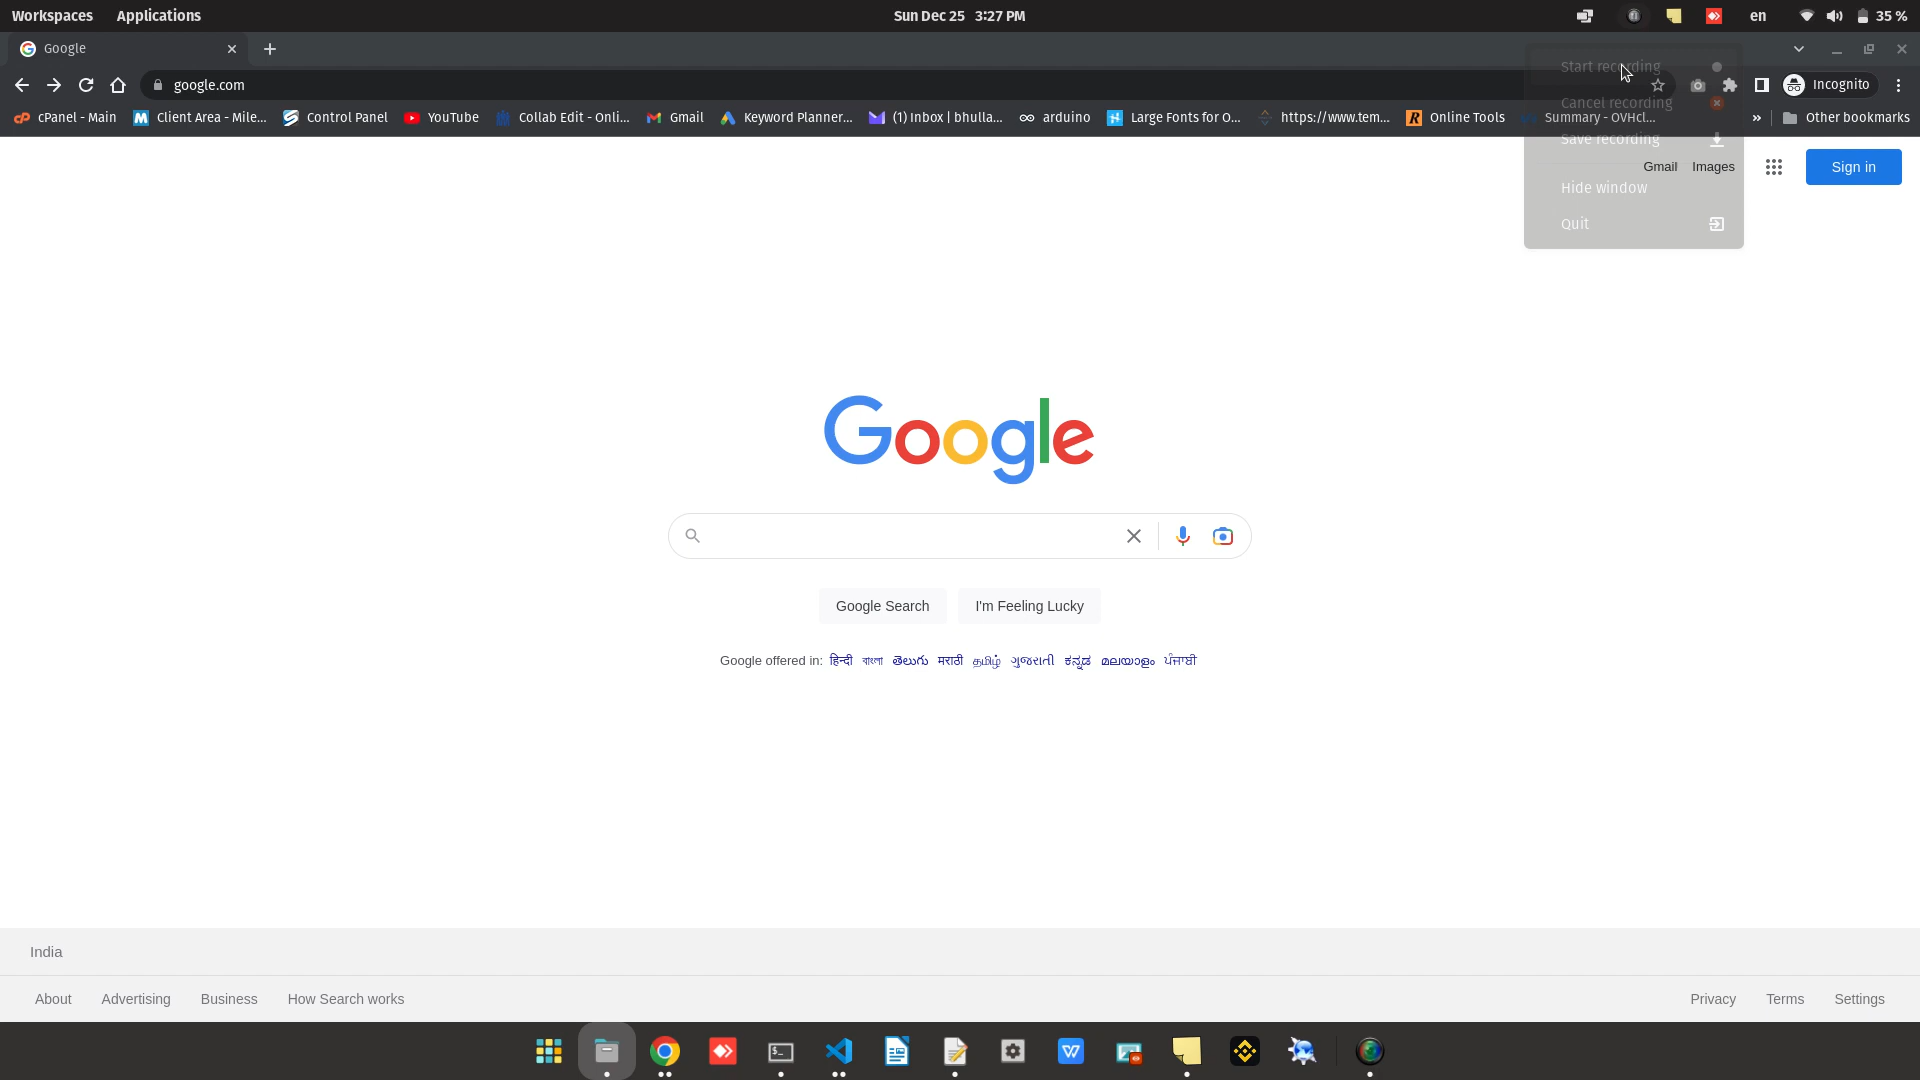 Workspaces Applications Sun Dec 25 3:27 PM en 35 %
Google
google.com Incognito
Start recording
Cancel recording
cPanel - Main Client Area - Mile... Control Panel YouTube Collab Edit - Onli... Gmail Keyword Planner... (1) Inbox | bhulla... arduino Large Fonts for O... https://www.tem... Online Tools Summary - OVHcl... » Other bookmarks
Save recording
Gmail Images Sign in
Hide window
Quit
Google
Google Search I'm Feeling Lucky
Google offered in: हिन्दी বাংলা తెలుగు मराठी தமிழ் ગુજરાતી ಕನ್ನಡ മലയാളം ਪੰਜਾਬੀ
India
About Advertising Business How Search works Privacy Terms Settings